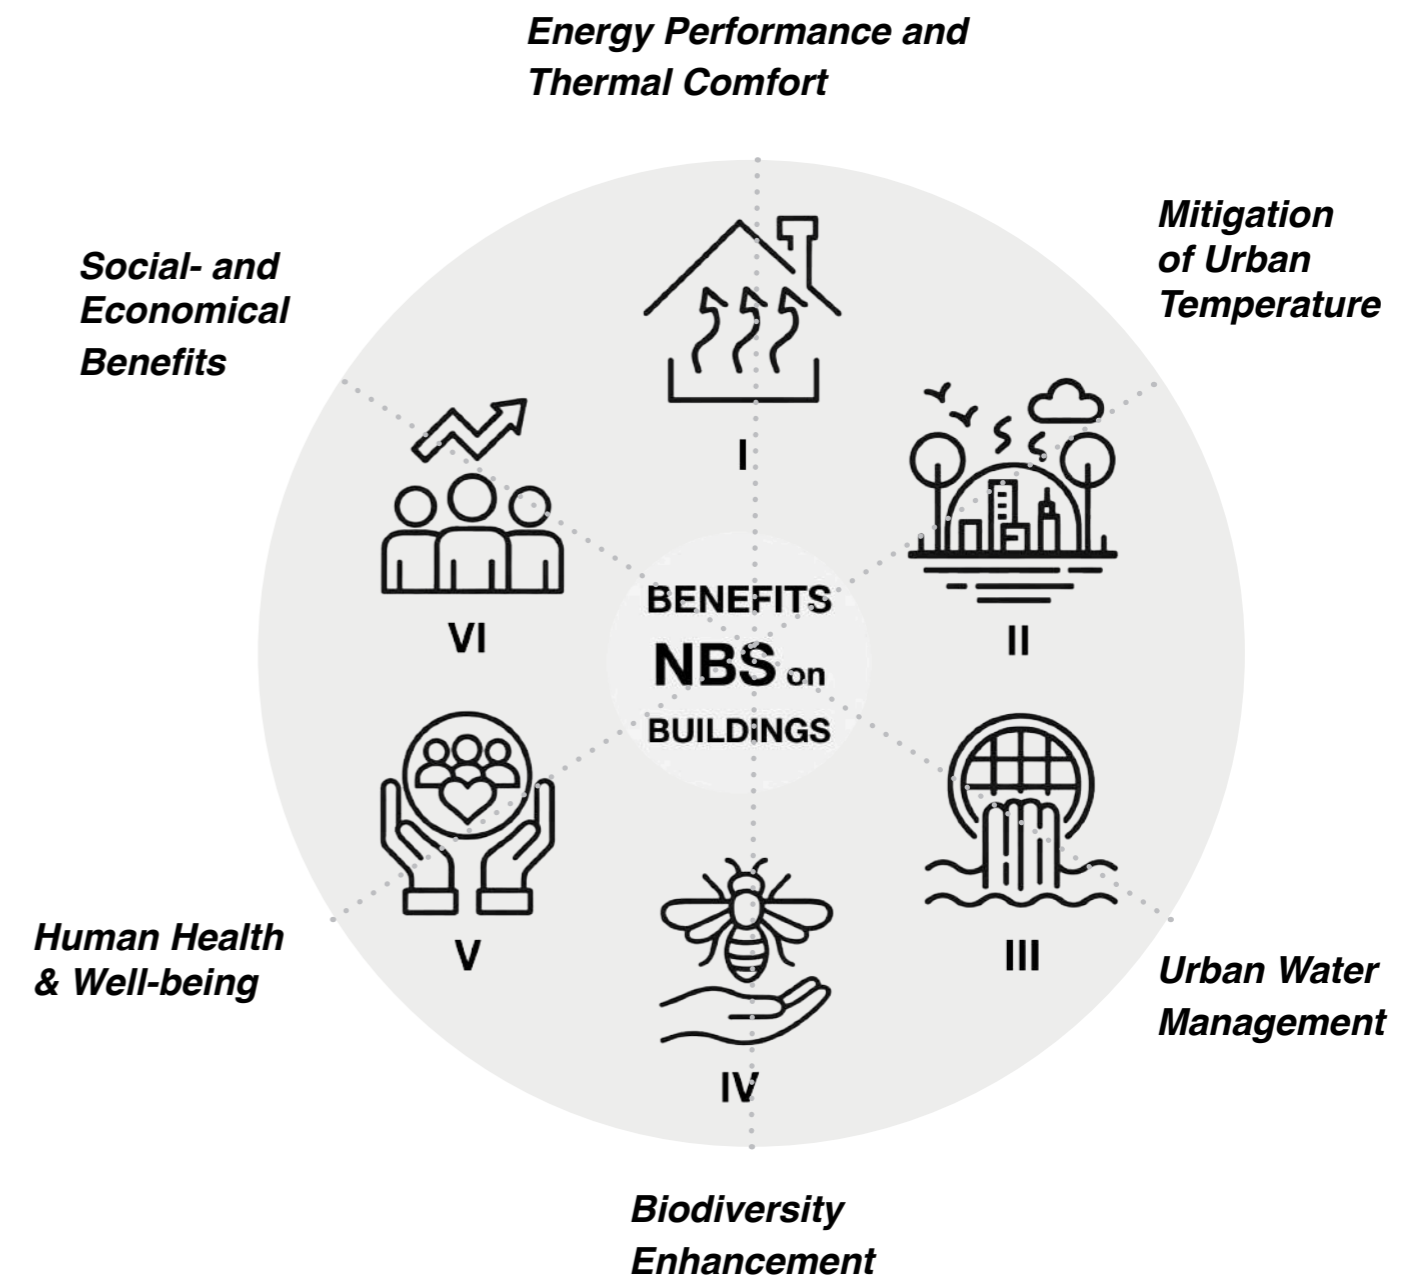 Energy Performance and
Thermal Comfort
Mitigation
of Urban
Temperature
Social- and
Economical
Benefits
I
II
VI
BENEFITS
NBS on
BUILDINGS
III
V
IV
Human Health
& Well-being
Urban Water
Management
Biodiversity
Enhancement